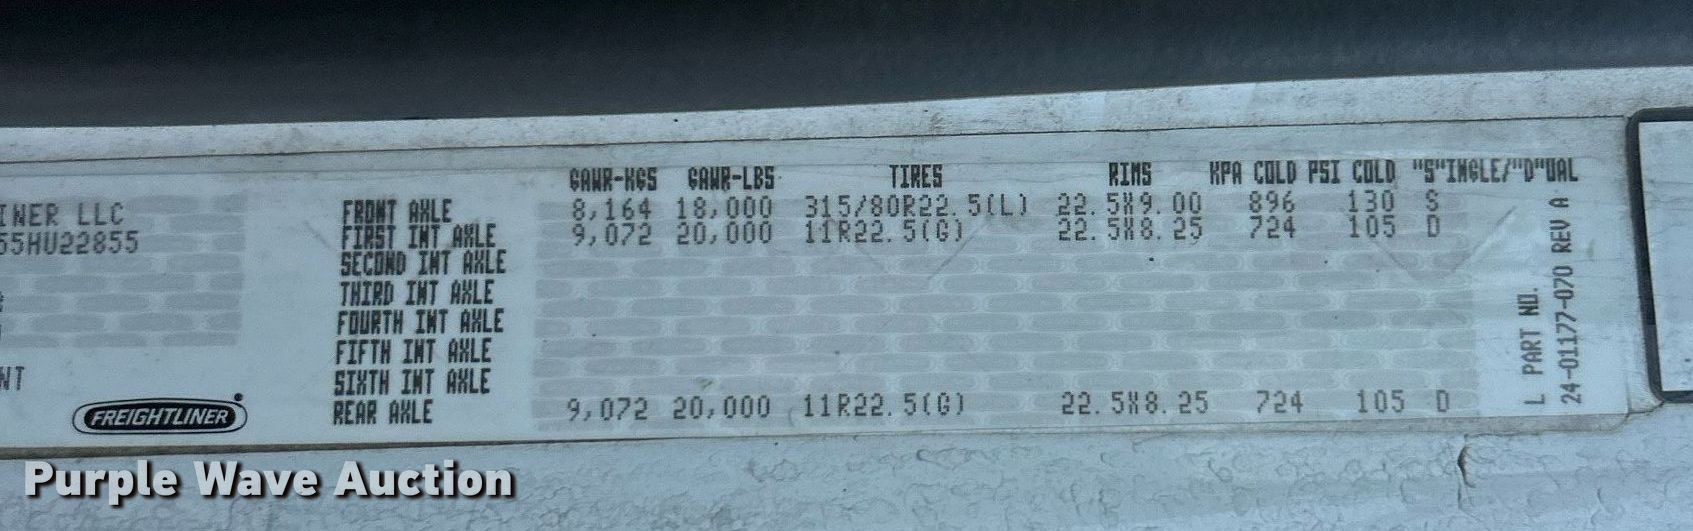 GAWR-KGS GAWR-LBS TIRES RIMS KPA COLD PSI COLD "S"INGLE/"D"UAL
INER LLC FRONT AXLE 8,164 18,000 315/80R22.5(L) 22.5X9.00 896 130 S
55HU22855 FIRST INT AXLE 9,072 20,000 11R22.5(G) 22.5X8.25 724 105 D
SECOND INT AXLE
THIRD INT AXLE
FOURTH INT AXLE
FIFTH INT AXLE
NT SIXTH INT AXLE
FREIGHTLINER REAR AXLE 9,072 20,000 11R22.5(G) 22.5X8.25 724 105 D
L PART NO.
24-01177-070 REV A
Purple Wave Auction